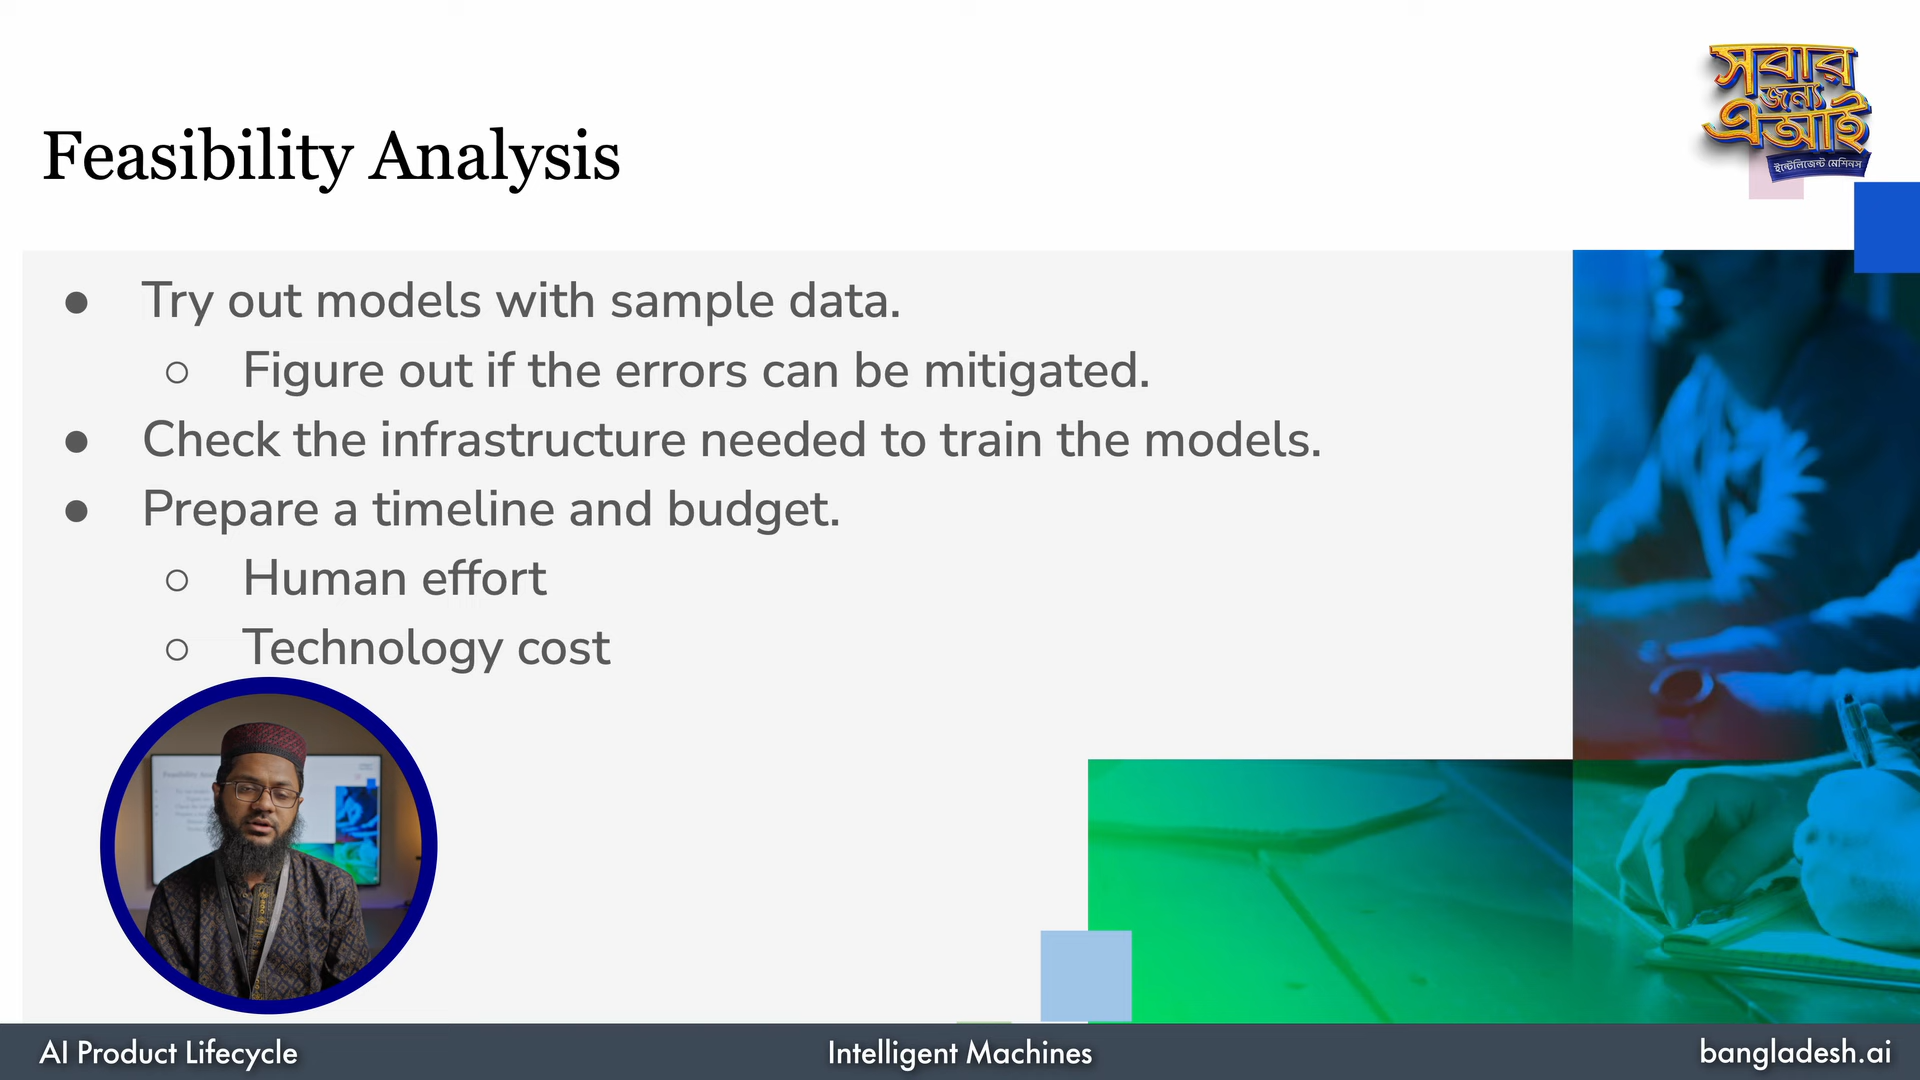 সবার
জন্য
এআই
ইন্টেলিজেন্ট মেশিনস
Feasibility Analysis
● Try out models with sample data.
○ Figure out if the errors can be mitigated.
● Check the infrastructure needed to train the models.
● Prepare a timeline and budget.
○ Human effort
○ Technology cost
AI Product Lifecycle
Intelligent Machines
bangladesh.ai